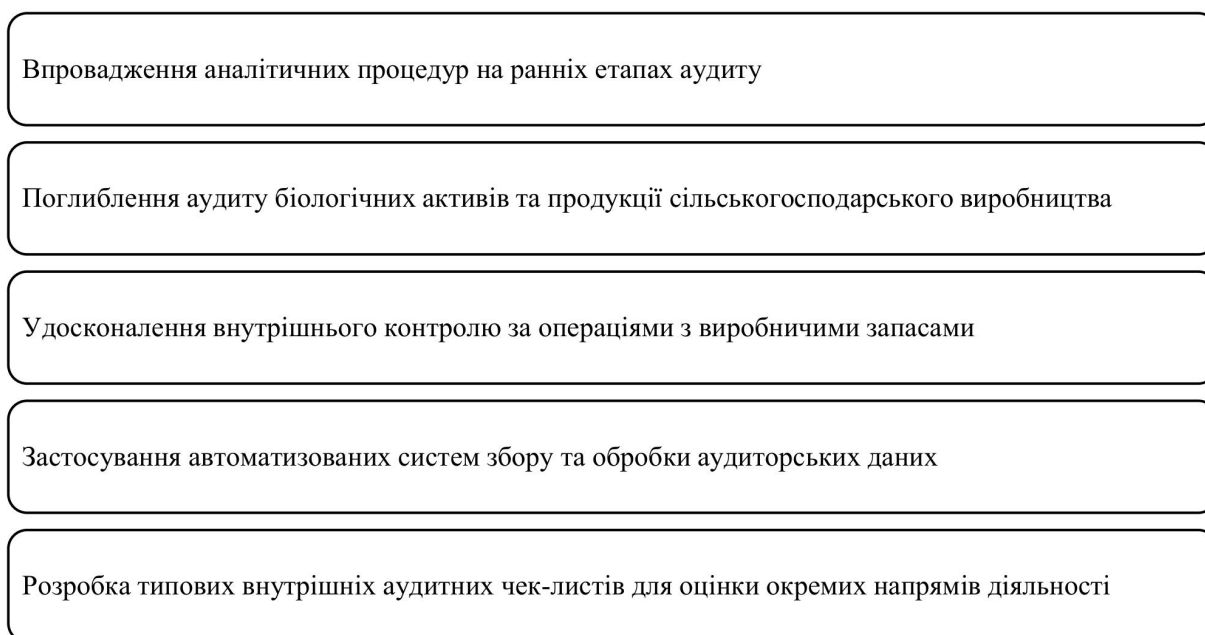 Впровадження аналітичних процедур на ранніх етапах аудиту
Поглиблення аудиту біологічних активів та продукції сільськогосподарського виробництва
Удосконалення внутрішнього контролю за операціями з виробничими запасами
Застосування автоматизованих систем збору та обробки аудиторських даних
Розробка типових внутрішніх аудитних чек-листів для оцінки окремих напрямів діяльності